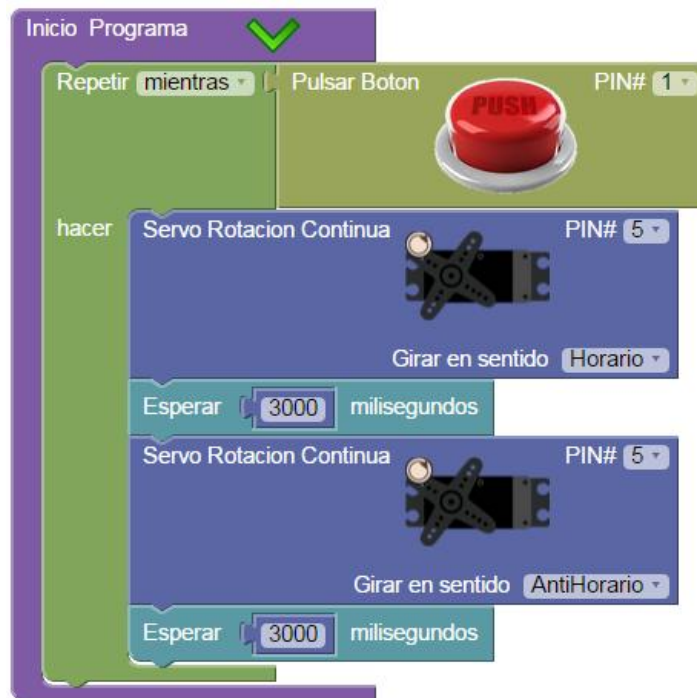 Inicio Programa
Repetir mientras Pulsar Boton PIN# 1
PUSH
hacer Servo Rotacion Continua PIN# 5
Girar en sentido Horario
Esperar 3000 milisegundos
Servo Rotacion Continua PIN# 5
Girar en sentido AntiHorario
Esperar 3000 milisegundos